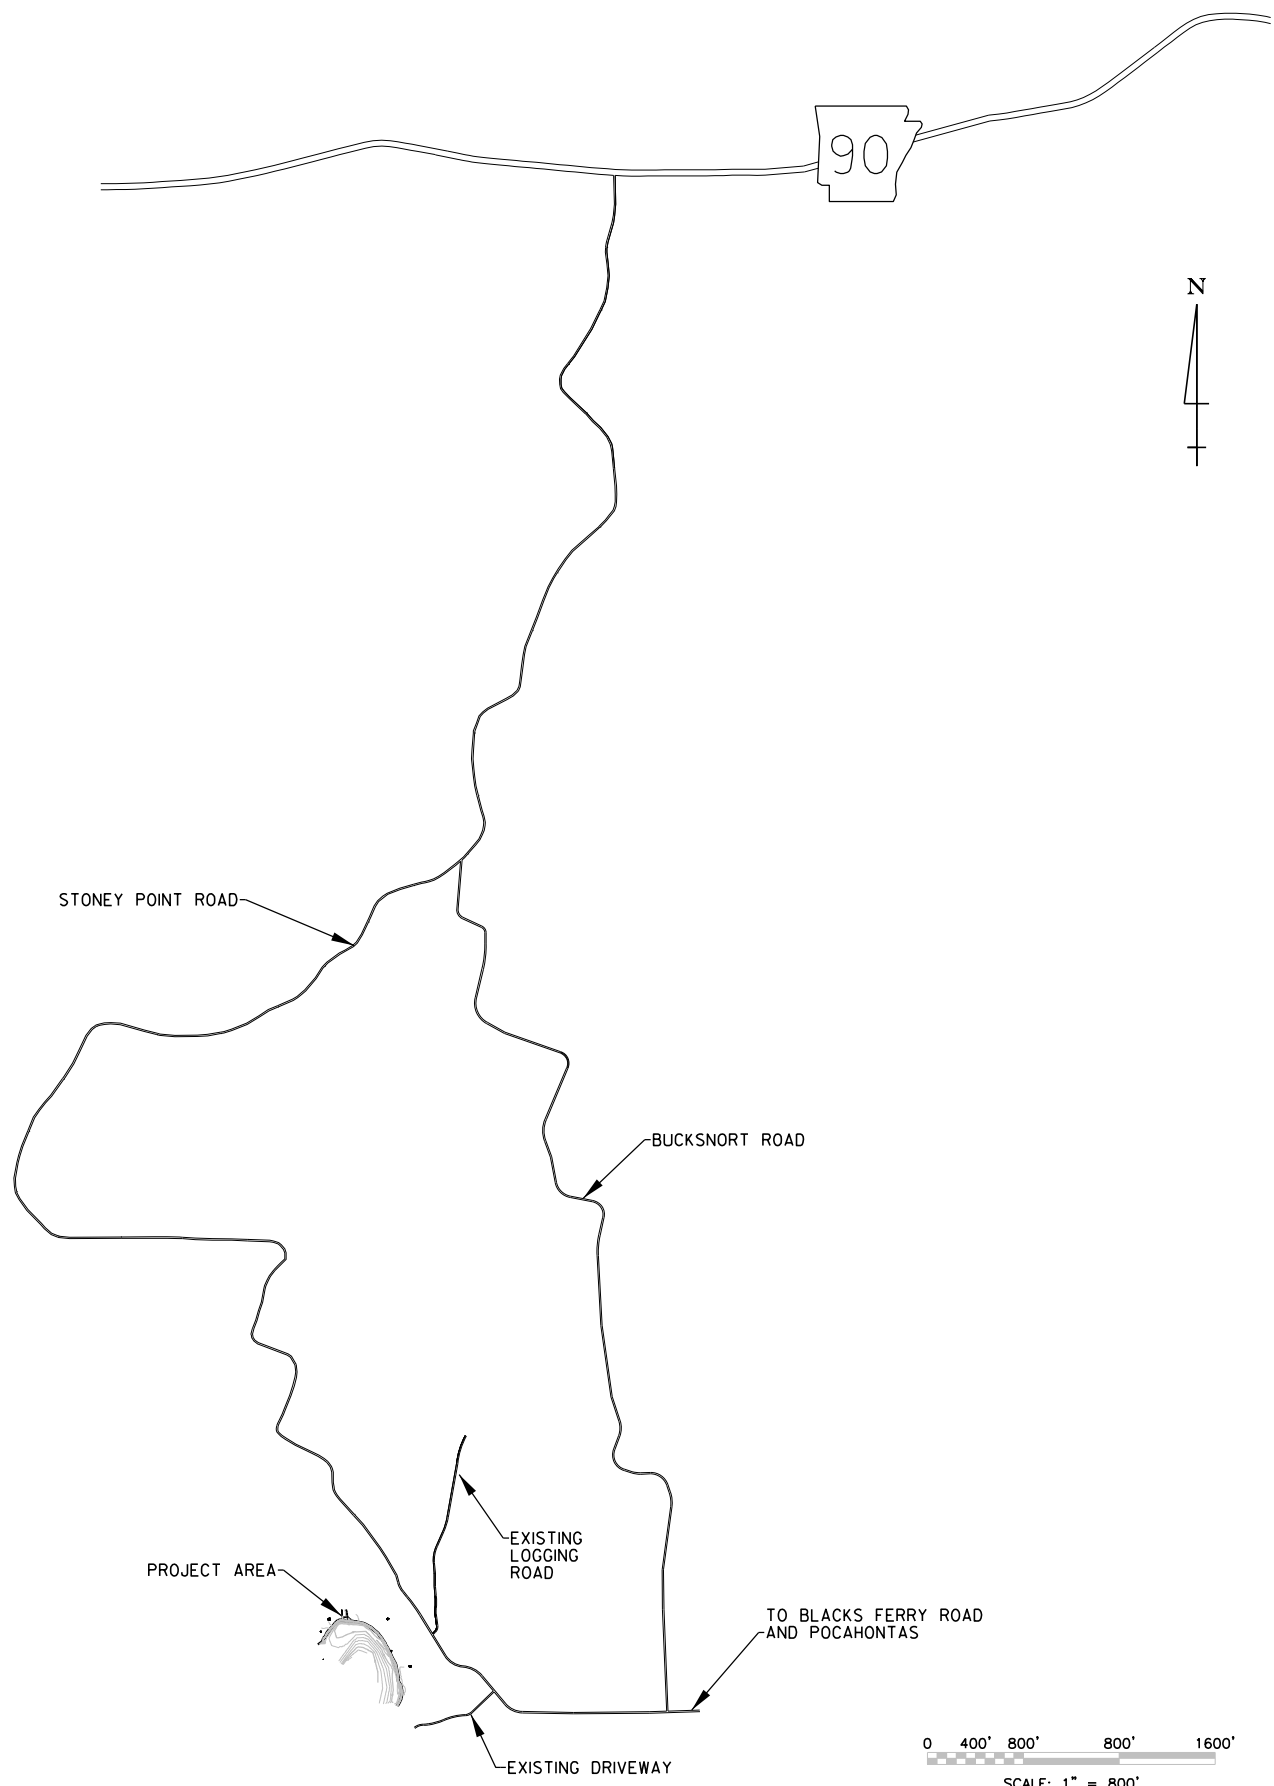 90
N
STONEY POINT ROAD
BUCKSNORT ROAD
EXISTING
LOGGING
ROAD
PROJECT AREA
TO BLACKS FERRY ROAD
AND POCAHONTAS
EXISTING DRIVEWAY
0 400' 800' 800' 1600'
SCALE: 1" = 800'